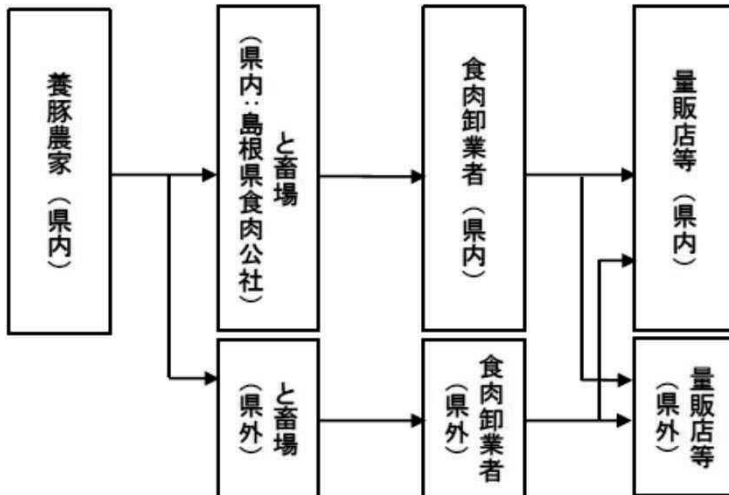 養豚農家（県内）
と畜場
（県内：島根県食肉公社）
食肉卸業者（県内）
量販店等（県内）
と畜場
（県外）
食肉卸業者
（県外）
量販店等
（県外）